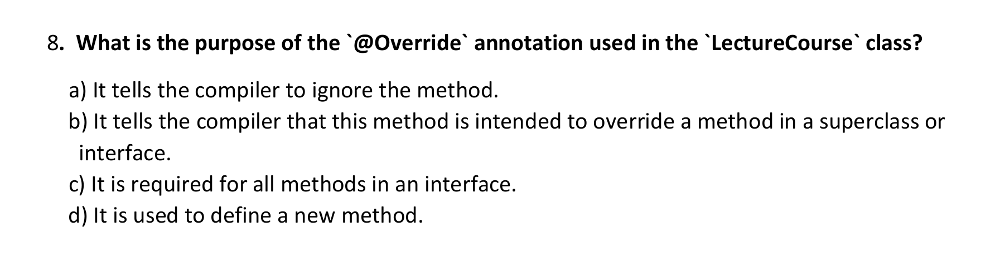 8. What is the purpose of the `@Override` annotation used in the `LectureCourse` class?
a) It tells the compiler to ignore the method.
b) It tells the compiler that this method is intended to override a method in a superclass or
interface.
c) It is required for all methods in an interface.
d) It is used to define a new method.